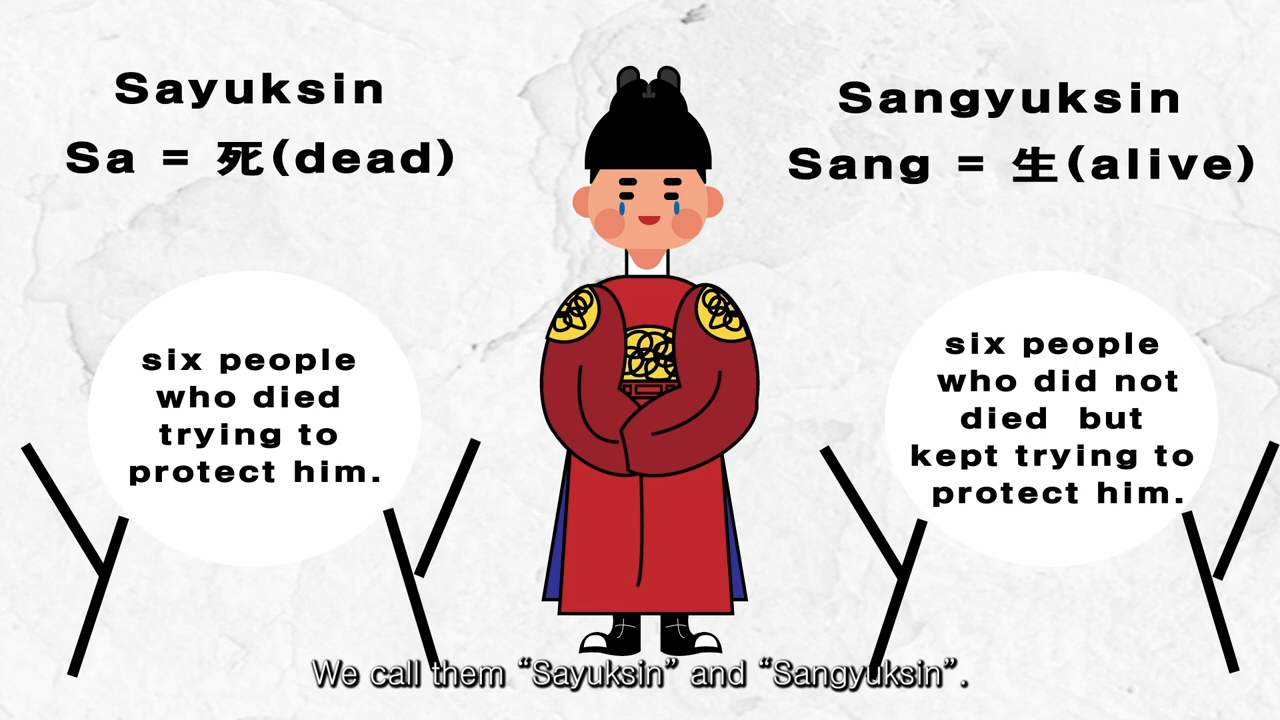 Sayuksin
Sa = 死(dead)
six people
who died
trying to
protect him.
Sangyuksin
Sang = 生(alive)
six people
who did not
died but
kept trying to
protect him.
We call them “Sayuksin” and “Sangyuksin”.